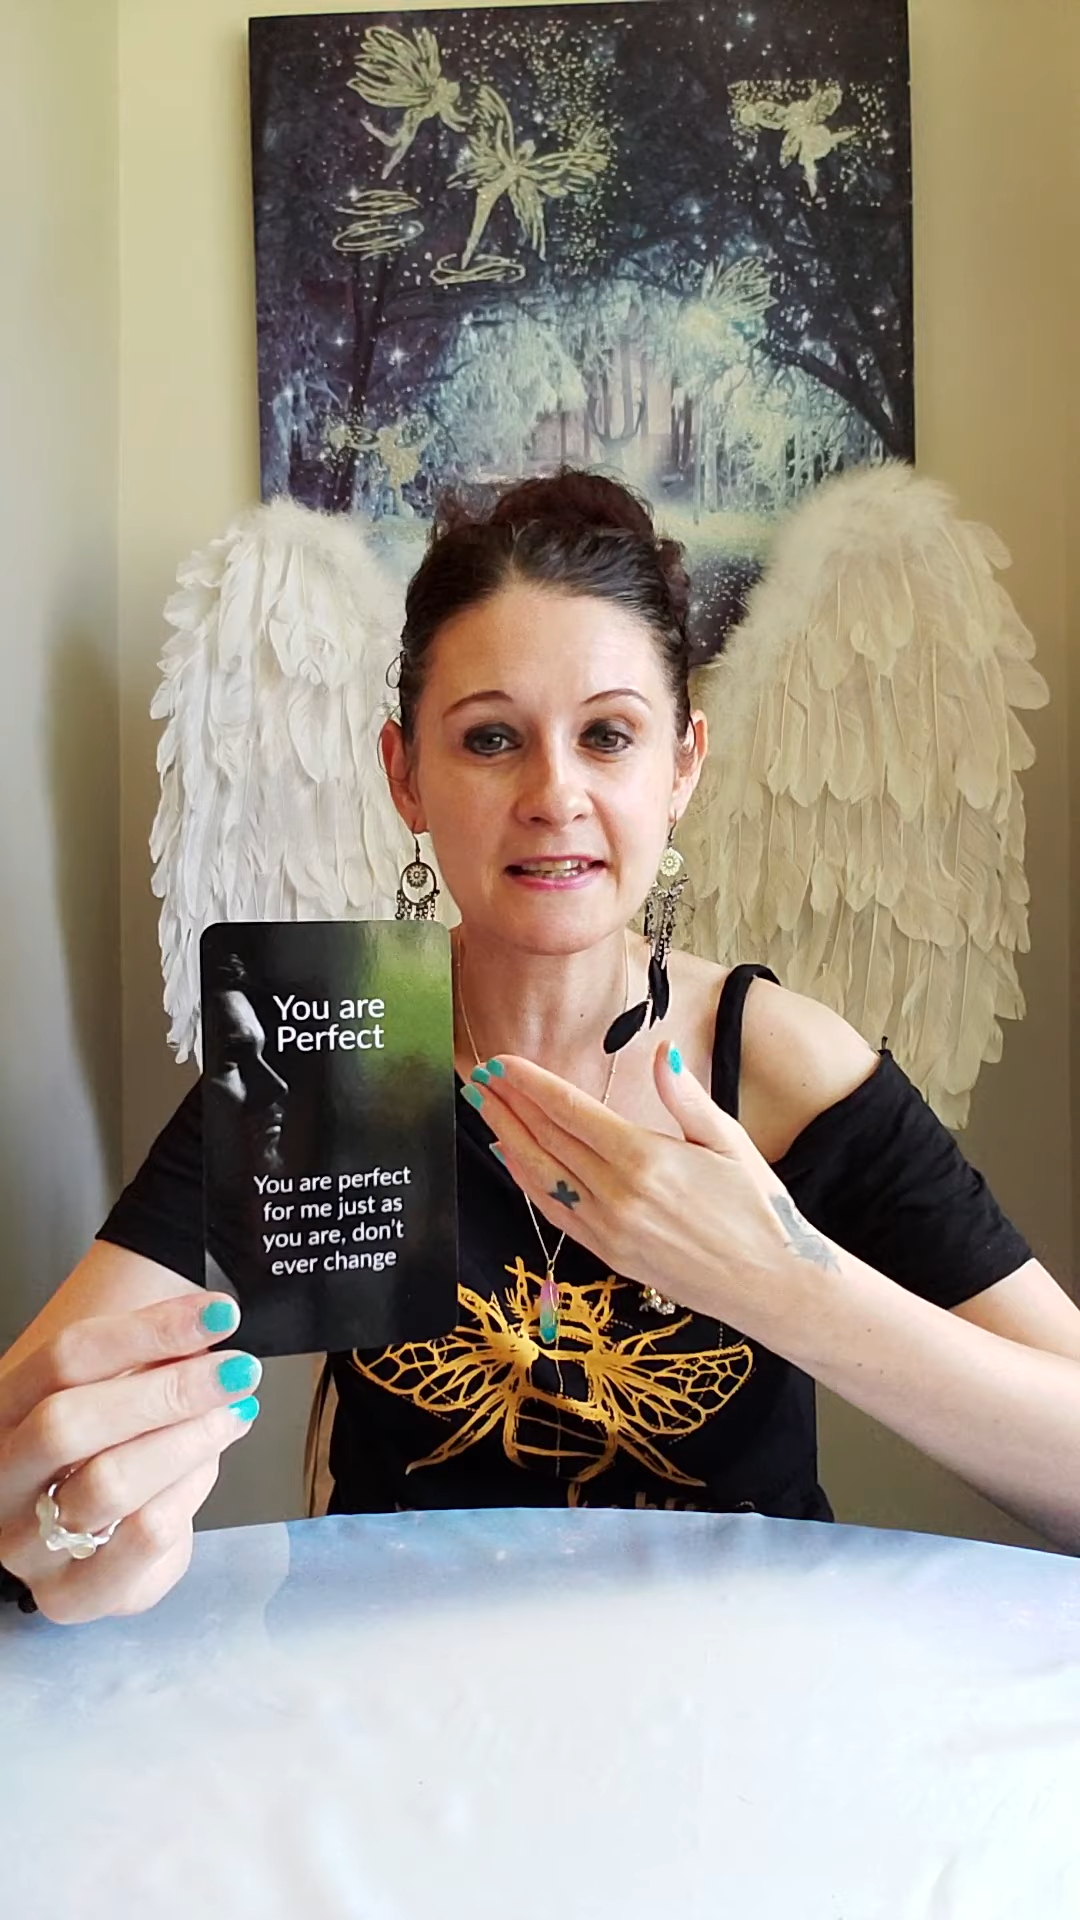 You are
Perfect
You are perfect
for me just as
you are, don't
ever change